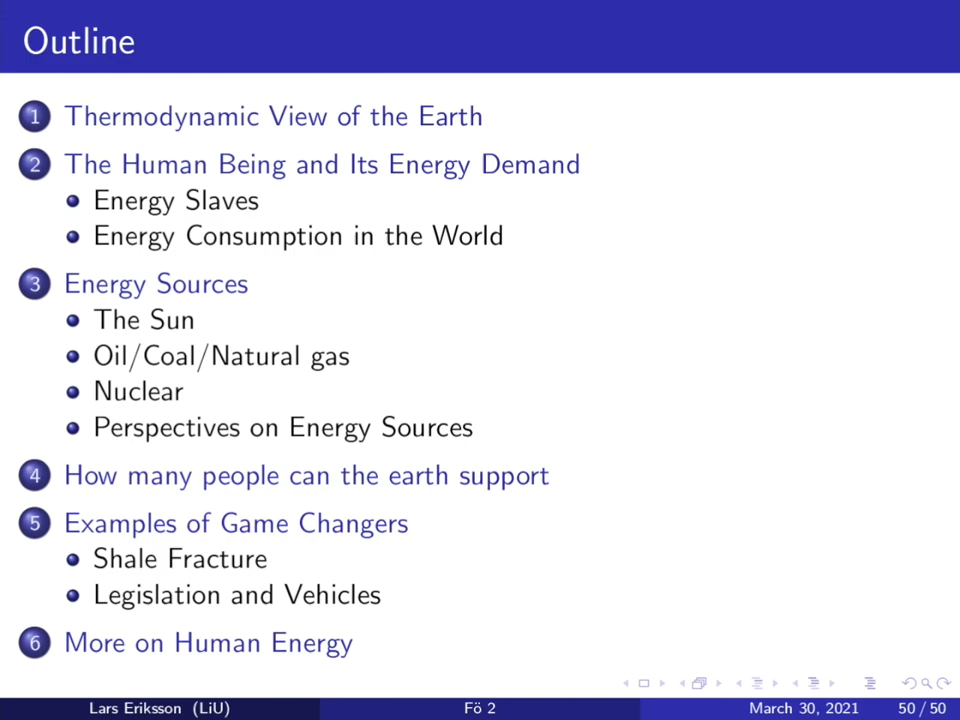 Outline
1 Thermodynamic View of the Earth
2 The Human Being and Its Energy Demand
Energy Slaves
Energy Consumption in the World
3 Energy Sources
The Sun
Oil/Coal/Natural gas
Nuclear
Perspectives on Energy Sources
4 How many people can the earth support
5 Examples of Game Changers
Shale Fracture
Legislation and Vehicles
6 More on Human Energy
Lars Eriksson (LiU) Fö 2 March 30, 2021 50 / 50